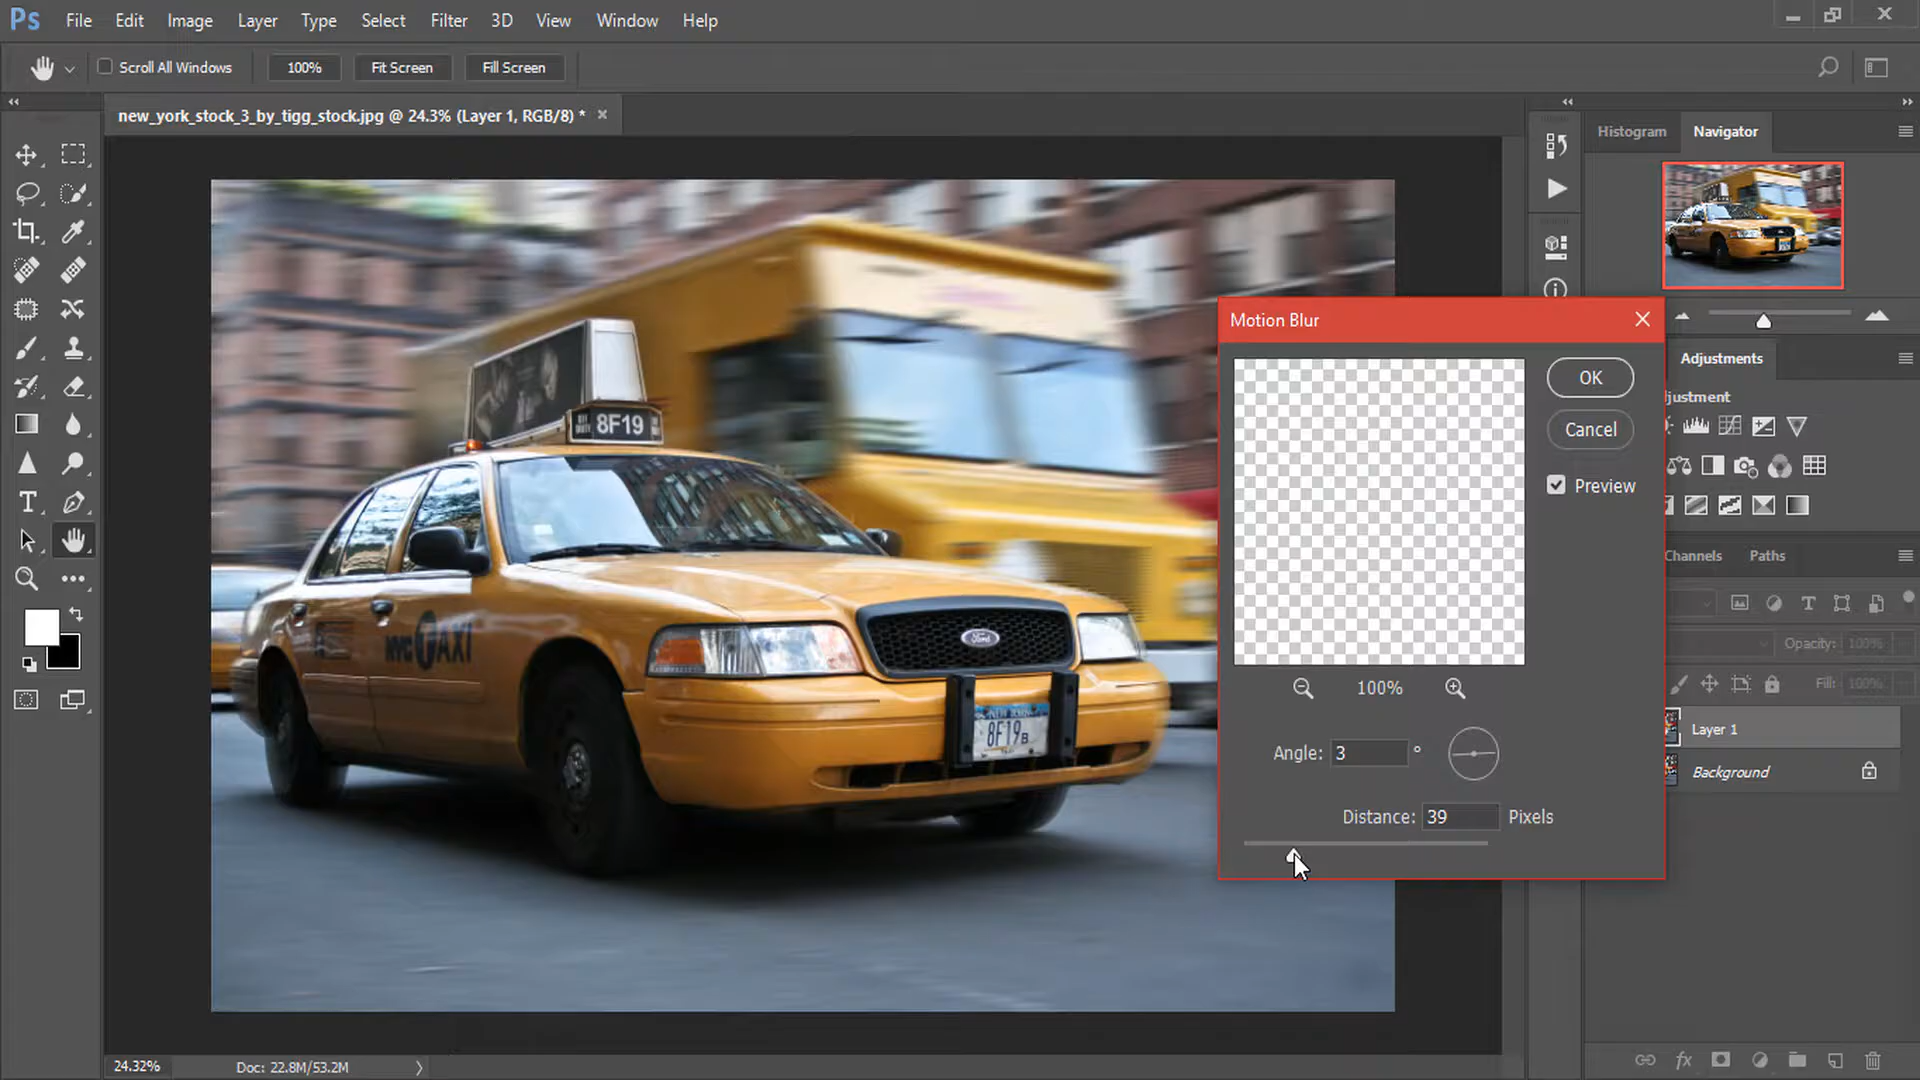 Ps File Edit Image Layer Type Select Filter 3D View Window Help
Scroll All Windows 100% Fit Screen Fill Screen
new_york_stock_3_by_tigg_stock.jpg @ 24.3% (Layer 1, RGB/8) *
Histogram Navigator
8F19
NYC TAXI
Ford
8F19B
Motion Blur
OK
Cancel
Preview
100%
Angle: 3 °
Distance: 39 Pixels
Adjustments
justment
Channels Paths
Opacity: 100%
Fill: 100%
Layer 1
Background
24.32% Doc: 22.8M/53.2M